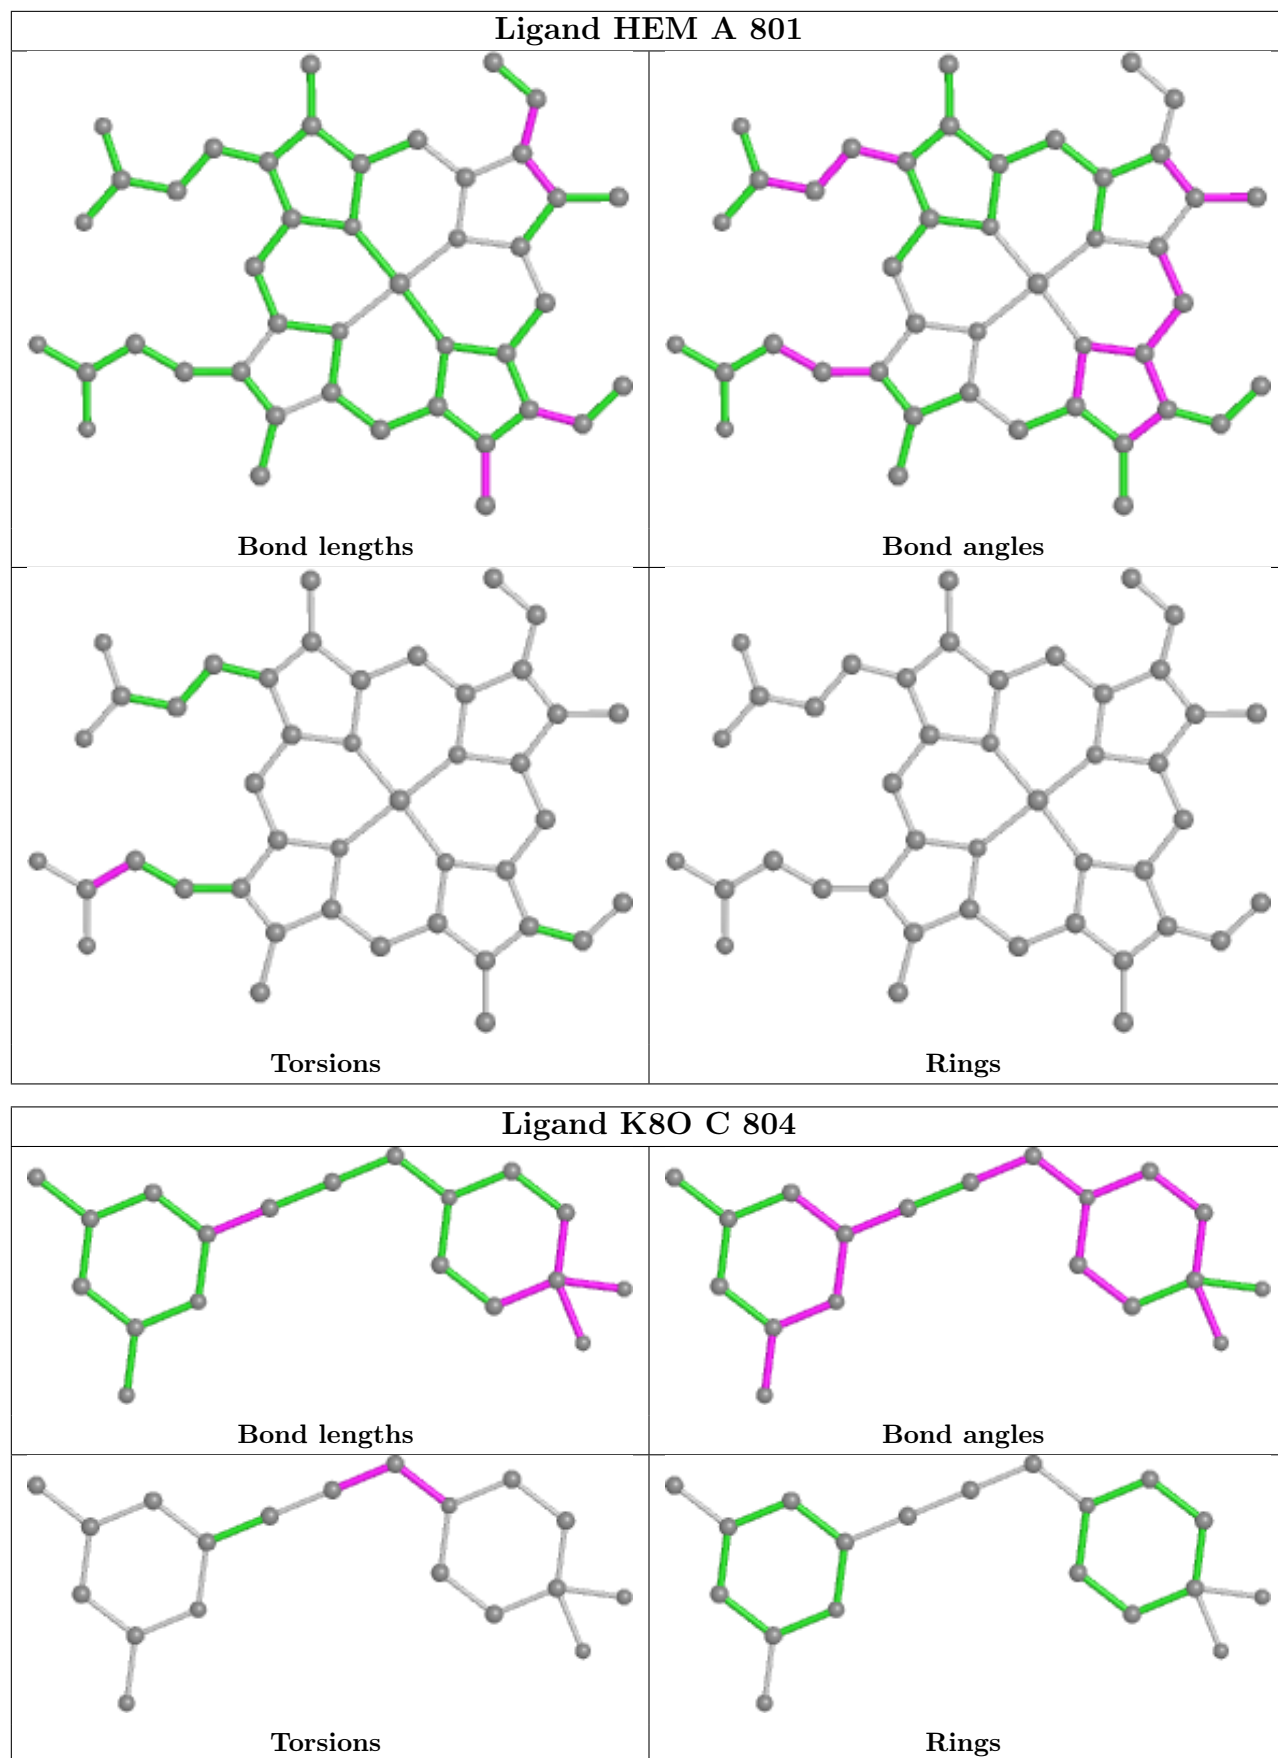 Ligand HEM A 801
Bond lengths
Bond angles
Torsions
Rings
Ligand K8O C 804
Bond lengths
Bond angles
Torsions
Rings